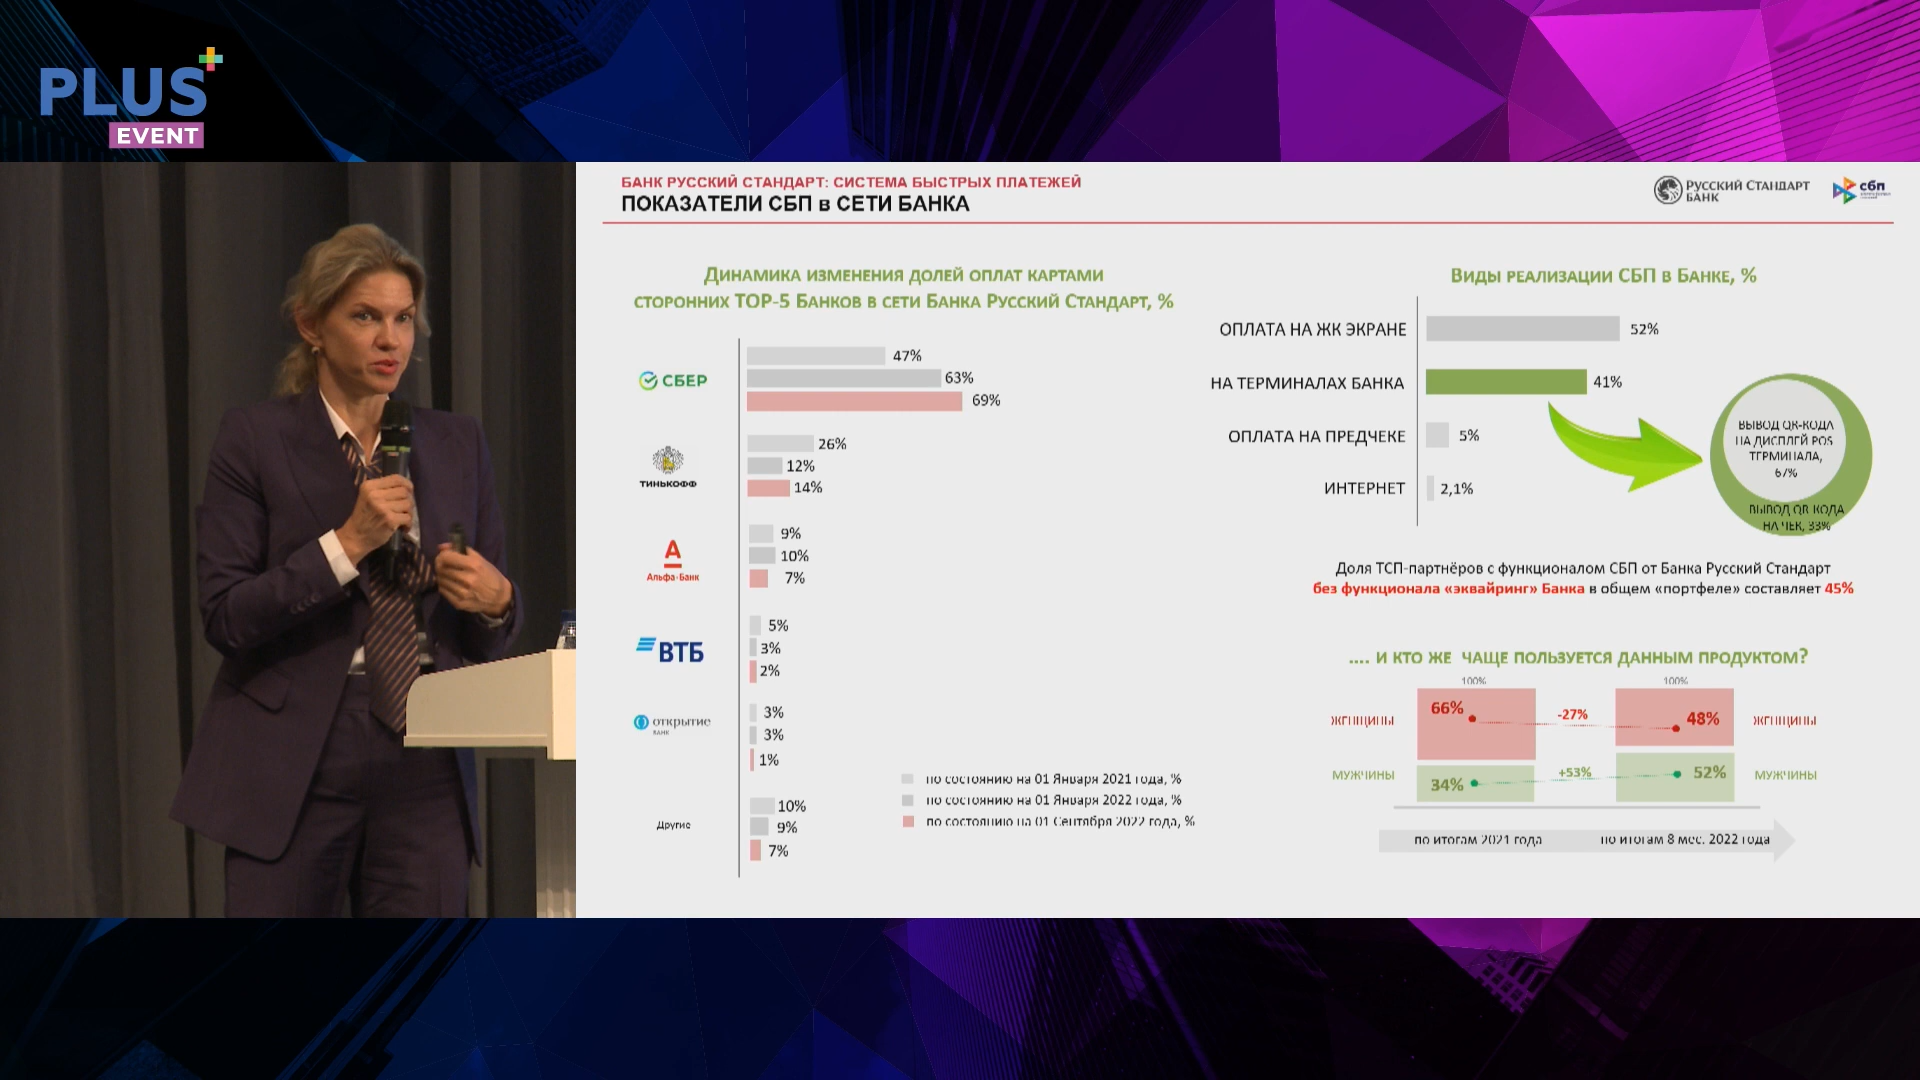 PLUS
EVENT
БАНК РУССКИЙ СТАНДАРТ: СИСТЕМА БЫСТРЫХ ПЛАТЕЖЕЙ
ПОКАЗАТЕЛИ СБП в СЕТИ БАНКА
РУССКИЙ СТАНДАРТ
БАНК
сбп
ДИНАМИКА ИЗМЕНЕНИЯ ДОЛЕЙ ОПЛАТ КАРТАМИ
СТОРОННИХ TOP-5 БАНКОВ В СЕТИ БАНКА РУССКИЙ СТАНДАРТ, %
СБЕР
47%
63%
69%
ТИНЬКОФФ
26%
12%
14%
А
Альфа·Банк
9%
10%
7%
ВТБ
5%
3%
2%
открытие
БАНК
3%
3%
1%
Другие
10%
9%
7%
по состоянию на 01 Января 2021 года, %
по состоянию на 01 Января 2022 года, %
по состоянию на 01 Сентября 2022 года, %
ВИДЫ РЕАЛИЗАЦИИ СБП В БАНКЕ, %
ОПЛАТА НА ЖК ЭКРАНЕ 52%
НА ТЕРМИНАЛАХ БАНКА 41%
ОПЛАТА НА ПРЕДЧЕКЕ 5%
ИНТЕРНЕТ 2,1%
ВЫВОД QR-КОДА
НА ДИСПЛЕЙ POS
ТЕРМИНАЛА,
67%
ВЫВОД QR КОДА
НА ЧЕК, 33%
Доля ТСП-партнёров с функционалом СБП от Банка Русский Стандарт
без функционала «эквайринг» Банка в общем «портфеле» составляет 45%
.... И КТО ЖЕ ЧАЩЕ ПОЛЬЗУЕТСЯ ДАННЫМ ПРОДУКТОМ?
100% 100%
ЖЕНЩИНЫ 66% -27% 48% ЖЕНЩИНЫ
МУЖЧИНЫ 34% +53% 52% МУЖЧИНЫ
по итогам 2021 года по итогам 8 мес. 2022 года